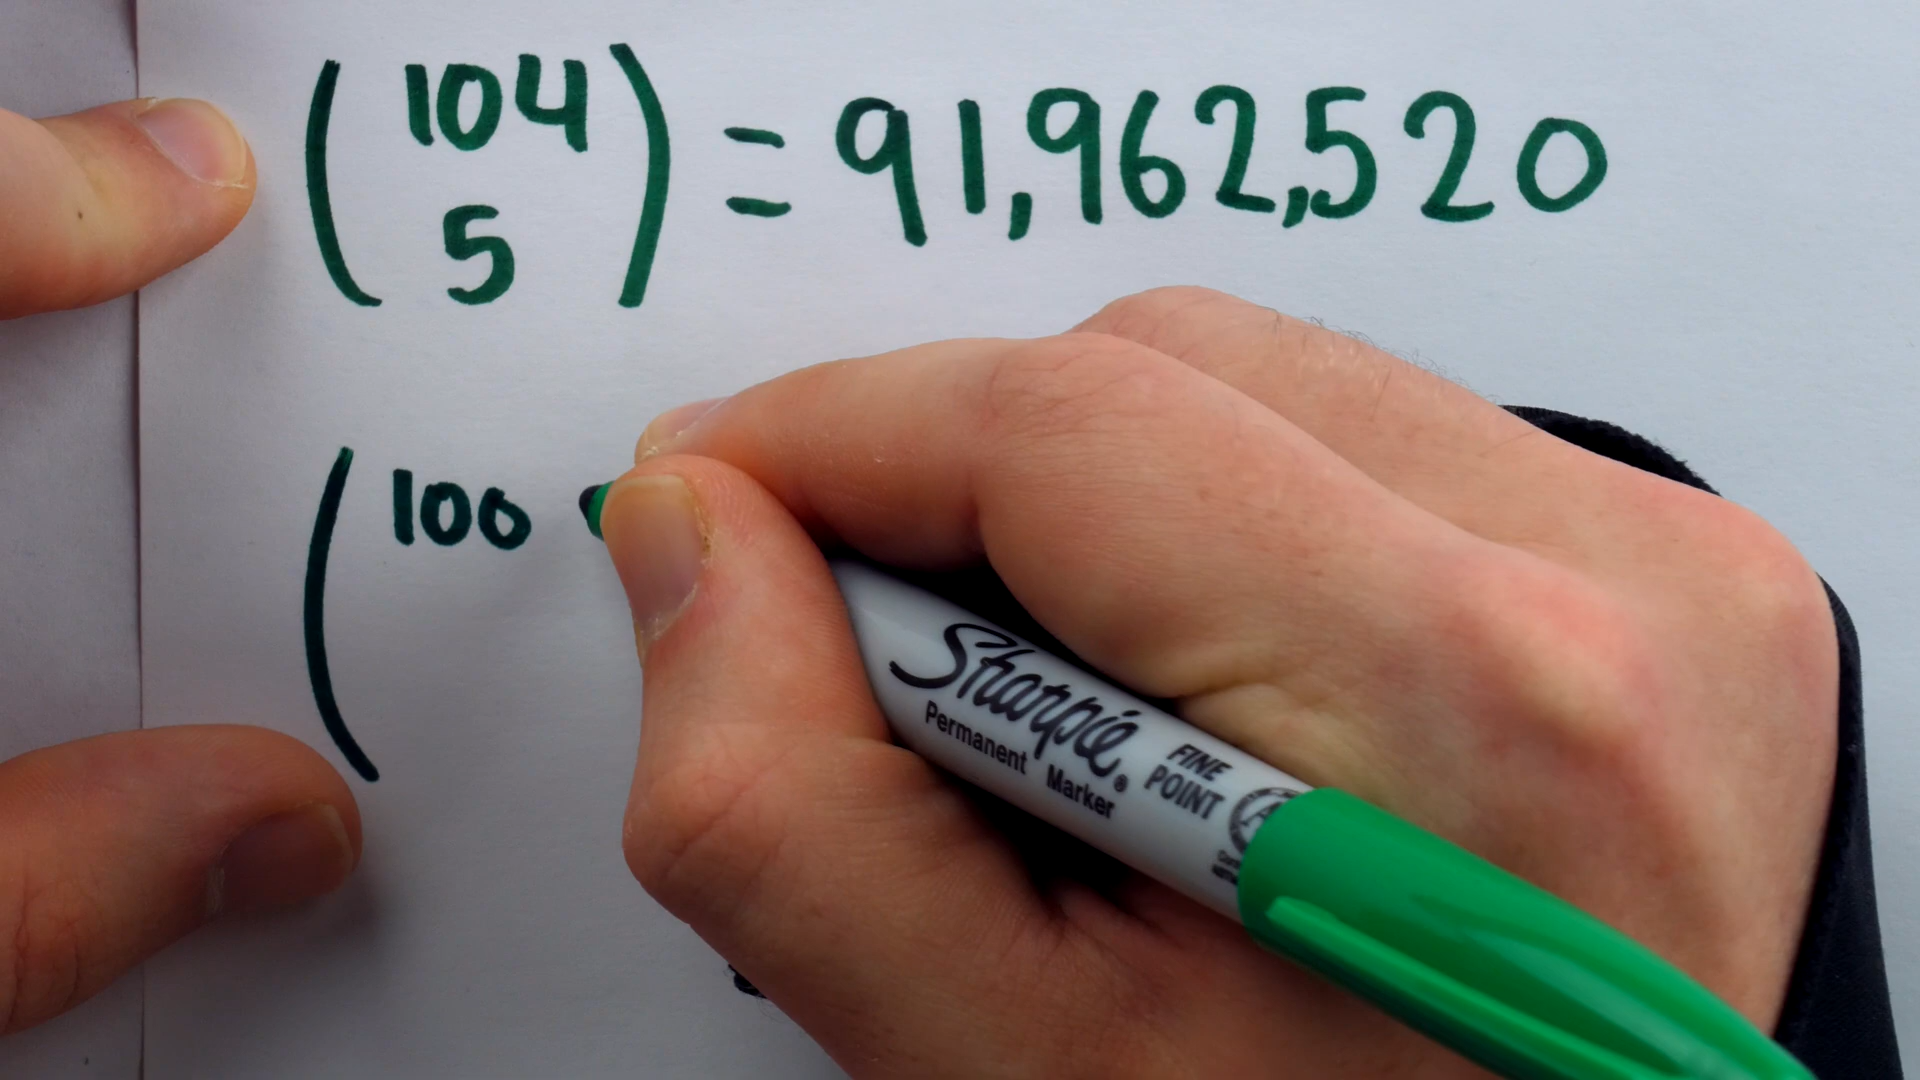 ( 104
5 ) = 91,962,520
( 100
Sharpie®
Permanent Marker
FINE
POINT